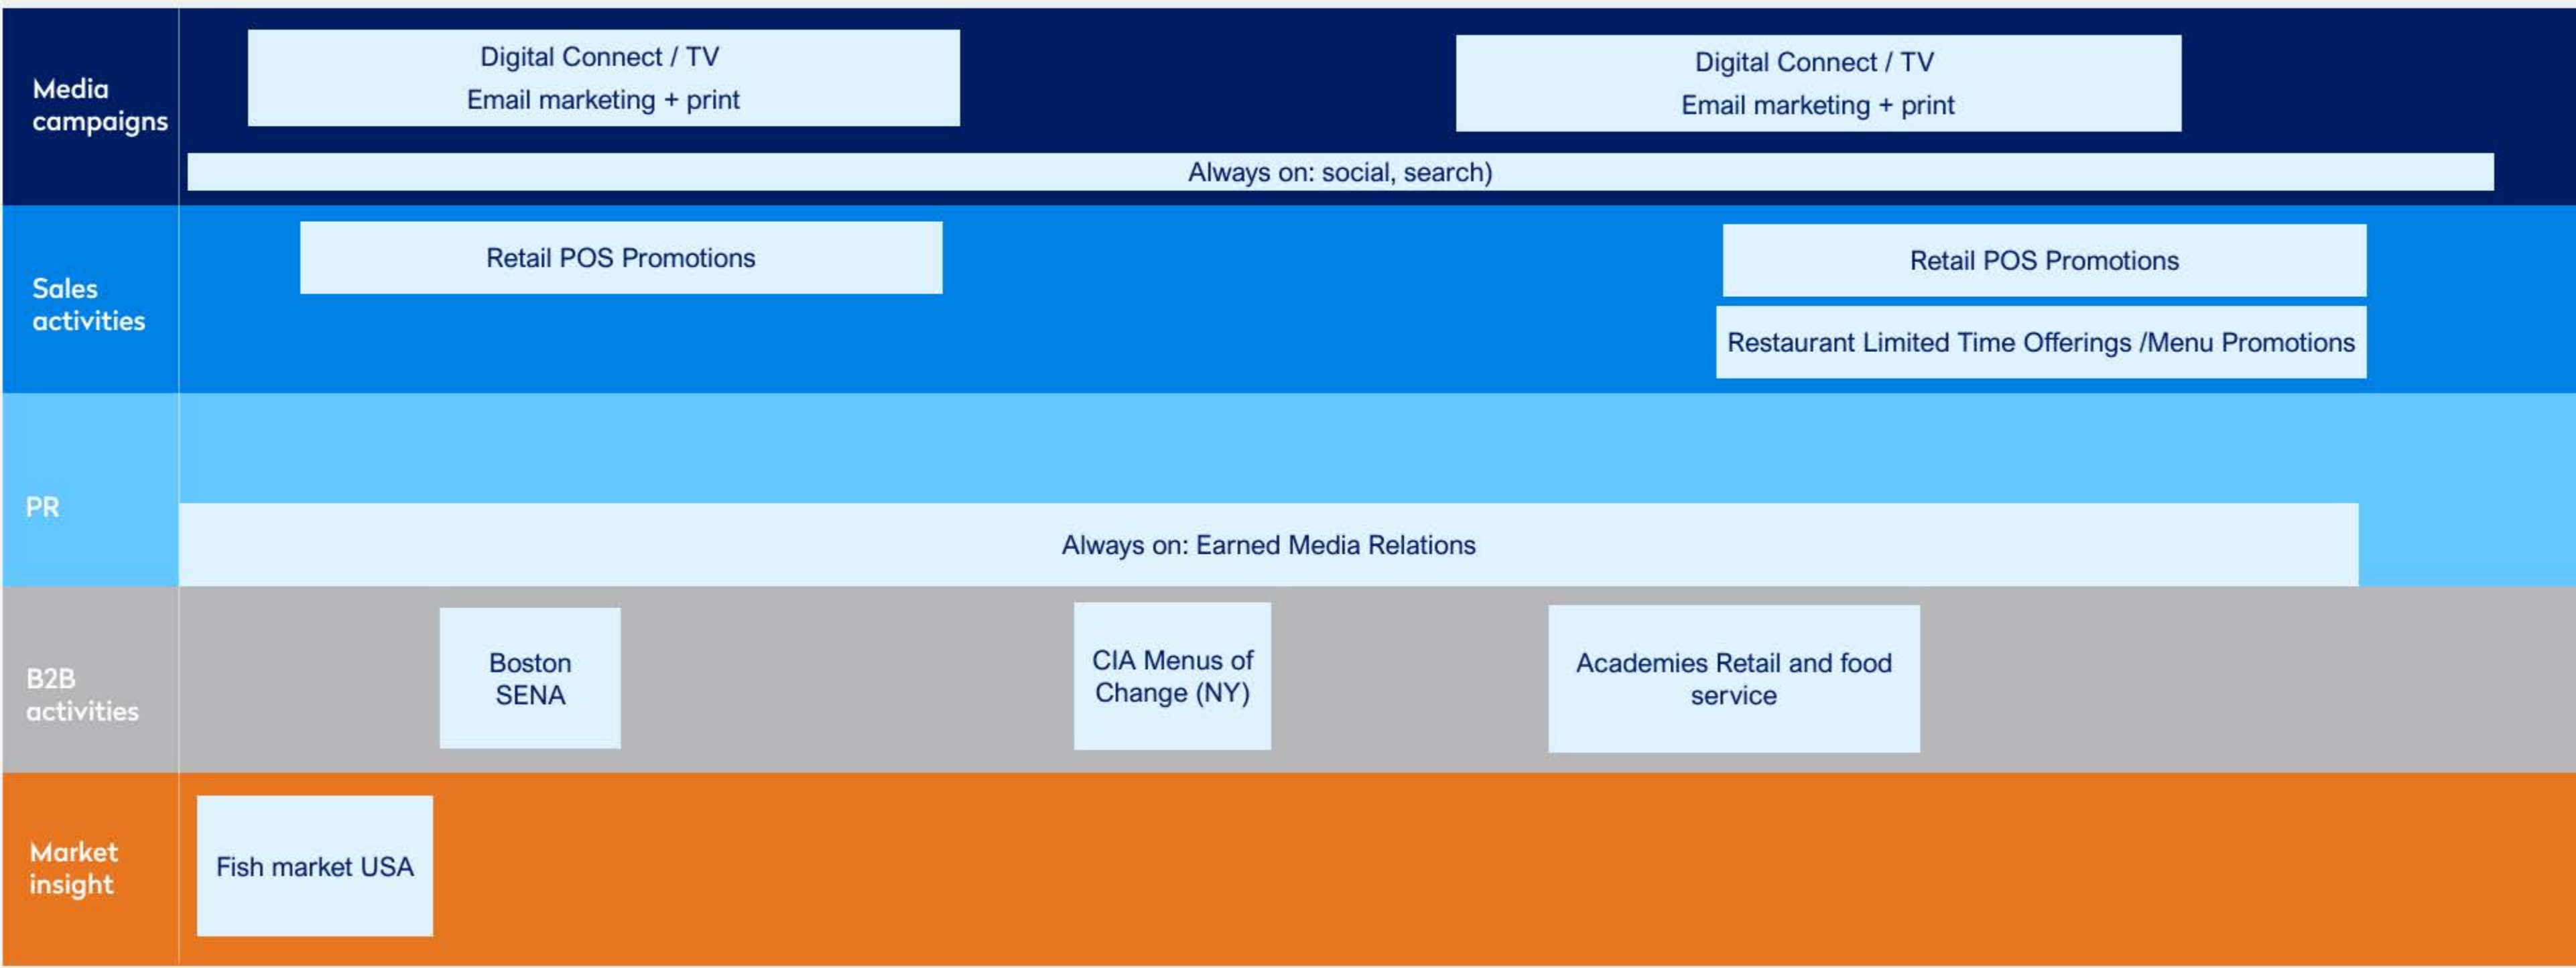 Media
campaigns
Digital Connect / TV
Email marketing + print
Digital Connect / TV
Email marketing + print
Always on: social, search)
Sales
activities
Retail POS Promotions
Retail POS Promotions
Restaurant Limited Time Offerings /Menu Promotions
PR
Always on: Earned Media Relations
B2B
activities
Boston
SENA
CIA Menus of
Change (NY)
Academies Retail and food
service
Market
insight
Fish market USA